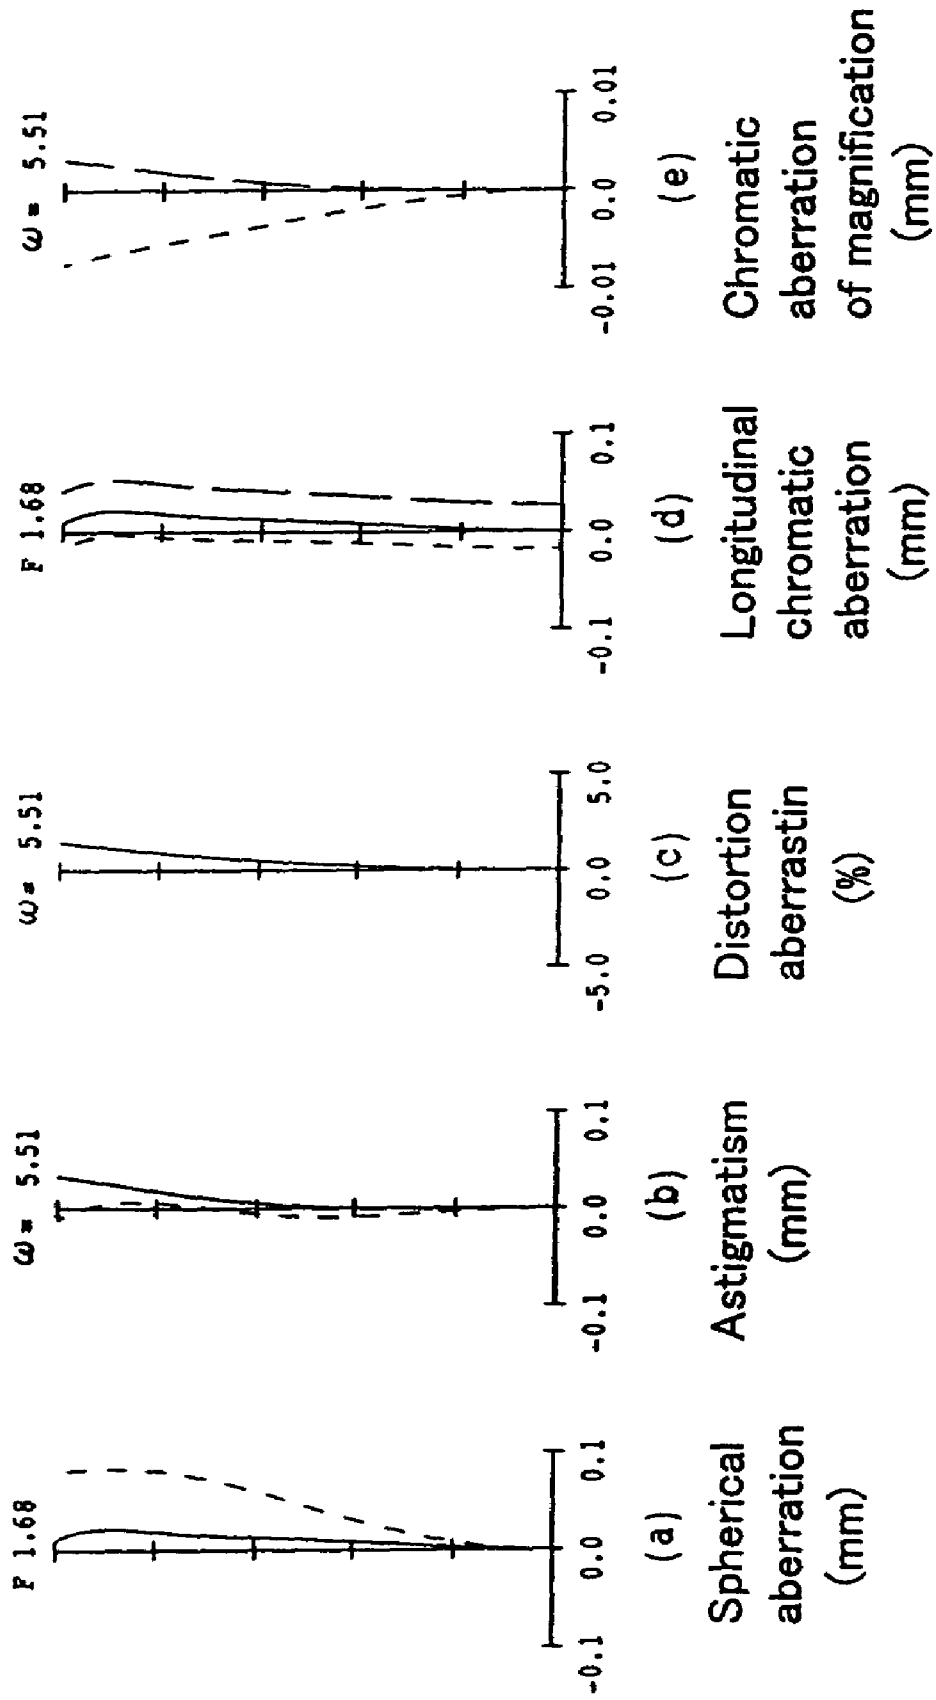 F 1.68
-0.1 0.0 0.1
(a)
Spherical
aberration
(mm)
ω= 5.51
-0.1 0.0 0.1
(b)
Astigmatism
(mm)
ω= 5.51
-5.0 0.0 5.0
(c)
Distortion
aberrastin
(%)
F 1.68
-0.1 0.0 0.1
(d)
Longitudinal
chromatic
aberration
(mm)
ω= 5.51
-0.01 0.0 0.01
(e)
Chromatic
aberration
of magnification
(mm)